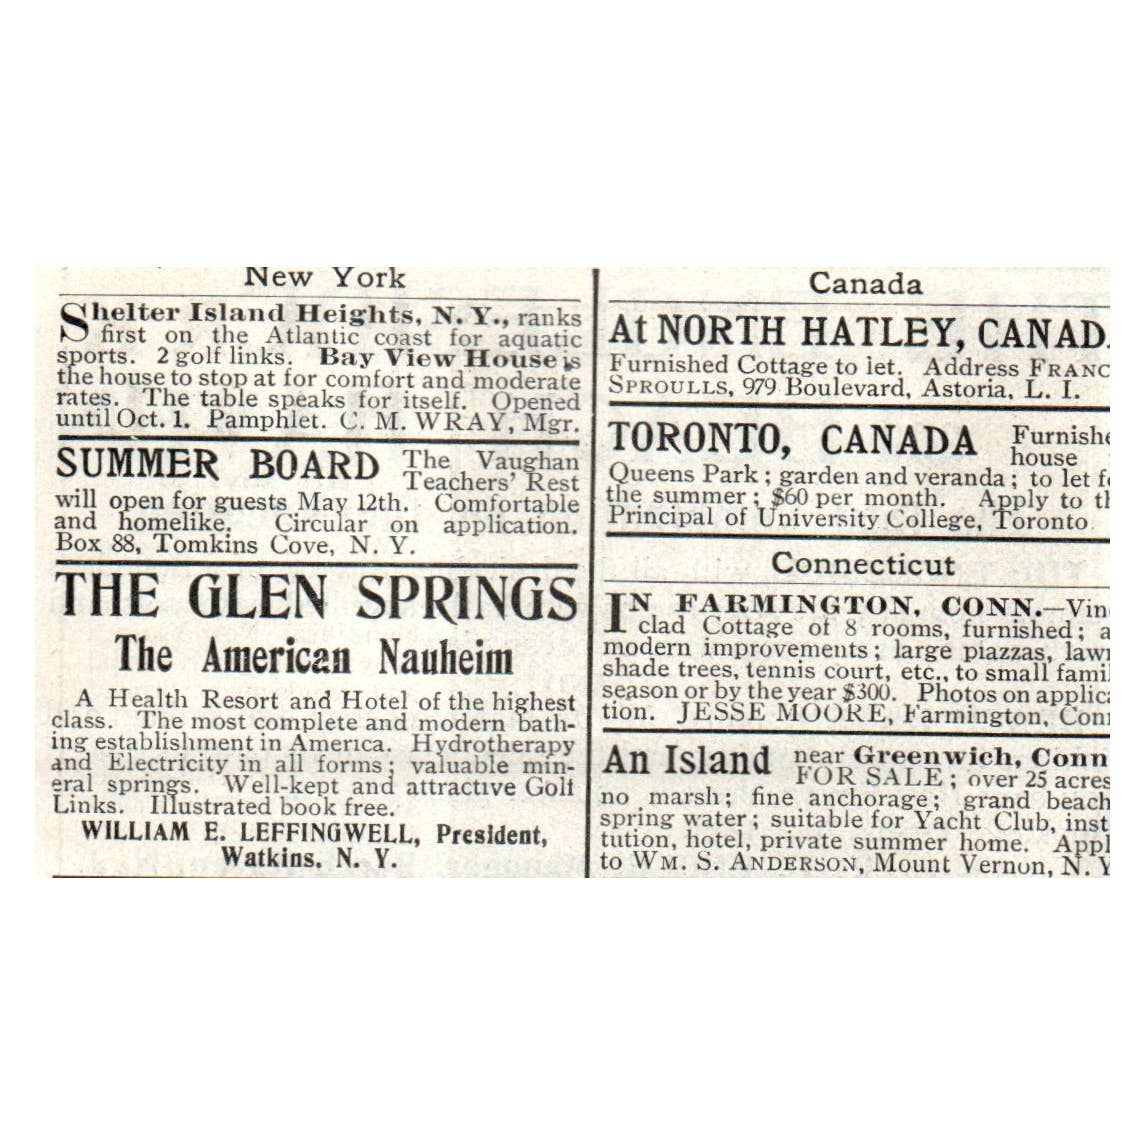 New York
Shelter Island Heights, N. Y., ranks
first on the Atlantic coast for aquatic
sports. 2 golf links. Bay View House is
the house to stop at for comfort and moderate
rates. The table speaks for itself. Opened
until Oct. 1. Pamphlet. C. M. WRAY, Mgr.
SUMMER BOARD The Vaughan
Teachers' Rest
will open for guests May 12th. Comfortable
and homelike. Circular on application.
Box 88, Tomkins Cove, N. Y.
THE GLEN SPRINGS
The American Nauheim
A Health Resort and Hotel of the highest
class. The most complete and modern bath-
ing establishment in America. Hydrotherapy
and Electricity in all forms; valuable min-
eral springs. Well-kept and attractive Golf
Links. Illustrated book free.
WILLIAM E. LEFFINGWELL, President,
Watkins, N. Y.
Canada
At NORTH HATLEY, CANAD
Furnished Cottage to let. Address FRANC
SPROULLS, 979 Boulevard, Astoria, L. I.
TORONTO, CANADA Furnishe
house
Queens Park; garden and veranda; to let f
the summer; $60 per month. Apply to th
Principal of University College, Toronto
Connecticut
IN FARMINGTON, CONN.—Vin
clad Cottage of 8 rooms, furnished; a
modern improvements; large piazzas, law
shade trees, tennis court, etc., to small fami
season or by the year $300. Photos on applic
tion. JESSE MOORE, Farmington, Con
An Island near Greenwich, Conn
FOR SALE; over 25 acres
no marsh; fine anchorage; grand beach
spring water; suitable for Yacht Club, inst
tution, hotel, private summer home. Appl
to WM. S. ANDERSON, Mount Vernon, N. Y